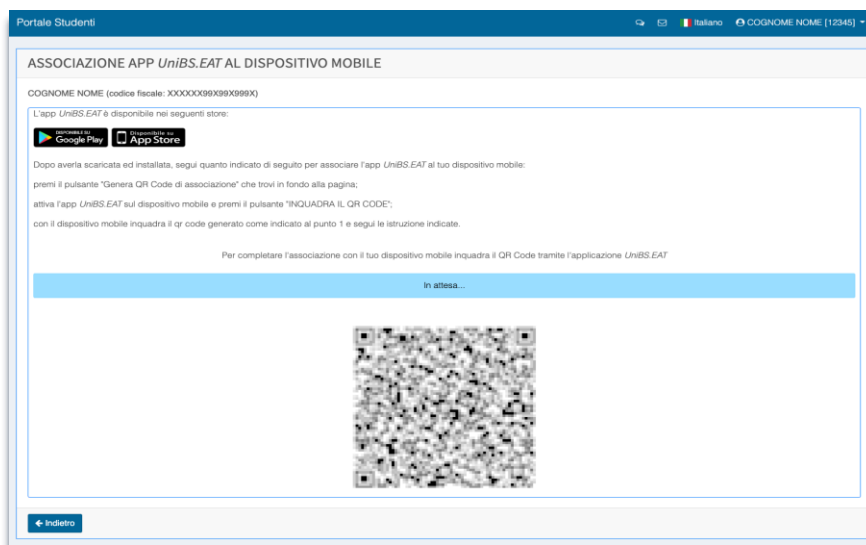 Portale Studenti
Italiano
COGNOME NOME [12345]
ASSOCIAZIONE APP UniBS.EAT AL DISPOSITIVO MOBILE
COGNOME NOME (codice fiscale: XXXXXX99X99X999X)
L'app UniBS.EAT è disponibile nei seguenti store:
DISPONIBILE SU
Google Play
Disponibile su
App Store
Dopo averla scaricata ed installata, segui quanto indicato di seguito per associare l'app UniBS.EAT al tuo dispositivo mobile:
premi il pulsante "Genera QR Code di associazione" che trovi in fondo alla pagina;
attiva l'app UniBS.EAT sul dispositivo mobile e premi il pulsante "INQUADRA IL QR CODE";
con il dispositivo mobile inquadra il qr code generato come indicato al punto 1 e segui le istruzione indicate.
Per completare l'associazione con il tuo dispositivo mobile inquadra il QR Code tramite l'applicazione UniBS.EAT
In attesa...
Indietro